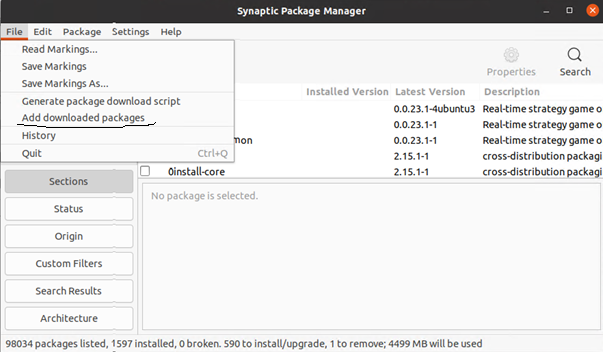 Synaptic Package Manager
File Edit Package Settings Help
Read Markings...
Save Markings
Save Markings As...
Generate package download script
Add downloaded packages
History
Quit Ctrl+Q
Properties Search
Installed Version Latest Version Description
0.0.23.1-4ubuntu3 Real-time strategy game o
0.0.23.1-1 Real-time strategy game o
mon 0.0.23.1-1 Real-time strategy game o
2.15.1-1 cross-distribution packagi
0install-core 2.15.1-1 cross-distribution packagi
Sections
Status
Origin
Custom Filters
Search Results
Architecture
No package is selected.
98034 packages listed, 1597 installed, 0 broken. 590 to install/upgrade, 1 to remove; 4499 MB will be used